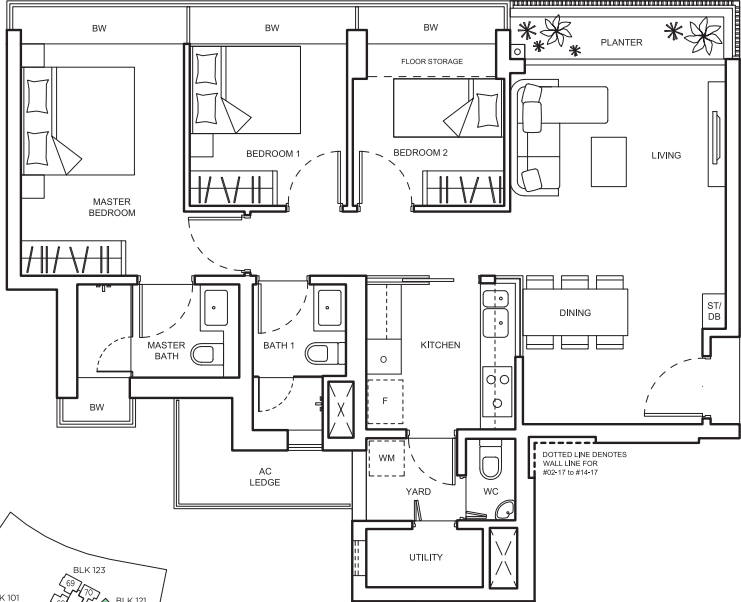 BW
BW
BW
PLANTER
FLOOR STORAGE
BEDROOM 1
BEDROOM 2
LIVING
MASTER
BEDROOM
ST/
DB
DINING
MASTER
BATH
BATH 1
KITCHEN
O
F
BW
WM
DOTTED LINE DENOTES
WALL LINE FOR
#02-17 to #14-17
AC
LEDGE
YARD
WC
UTILITY
BLK 123
69
70
K 101
BLK 121